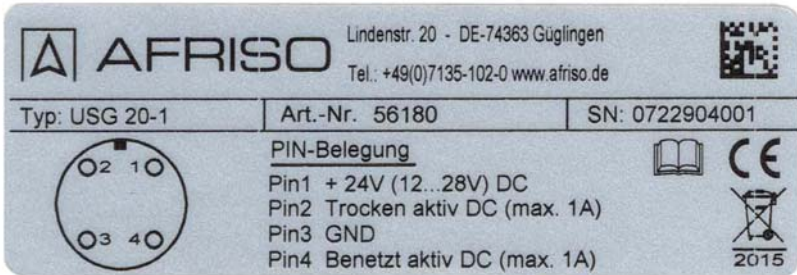 AFRISO
Lindenstr. 20 - DE-74363 Güglingen
Tel.: +49(0)7135-102-0 www.afriso.de
Typ: USG 20-1 Art.-Nr. 56180 SN: 0722904001
PIN-Belegung
Pin1 + 24V (12...28V) DC
Pin2 Trocken aktiv DC (max. 1A)
Pin3 GND
Pin4 Benetzt aktiv DC (max. 1A)
2 1
3 4
CE
2015